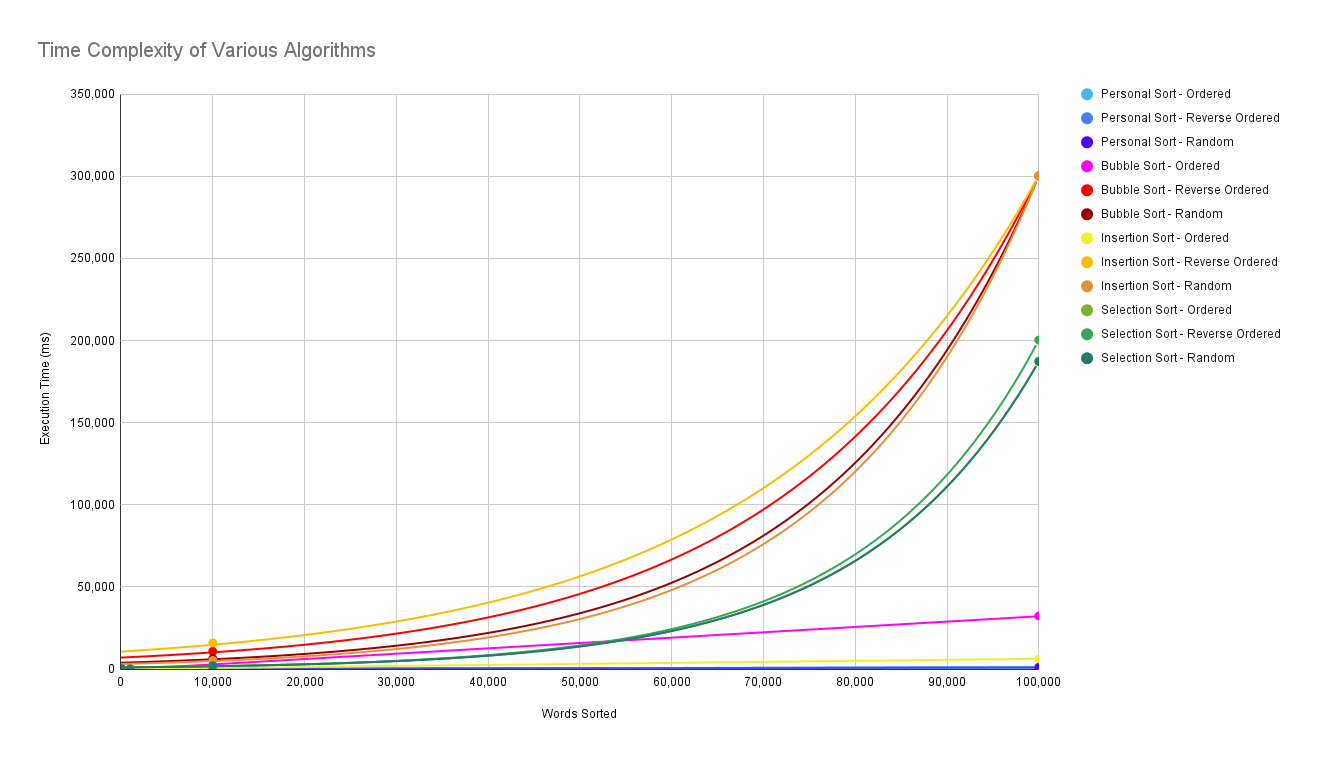 Time Complexity of Various Algorithms
350,000
300,000
250,000
200,000
150,000
100,000
50,000
0
Execution Time (ms)
0 10,000 20,000 30,000 40,000 50,000 60,000 70,000 80,000 90,000 100,000
Words Sorted
Personal Sort - Ordered
Personal Sort - Reverse Ordered
Personal Sort - Random
Bubble Sort - Ordered
Bubble Sort - Reverse Ordered
Bubble Sort - Random
Insertion Sort - Ordered
Insertion Sort - Reverse Ordered
Insertion Sort - Random
Selection Sort - Ordered
Selection Sort - Reverse Ordered
Selection Sort - Random